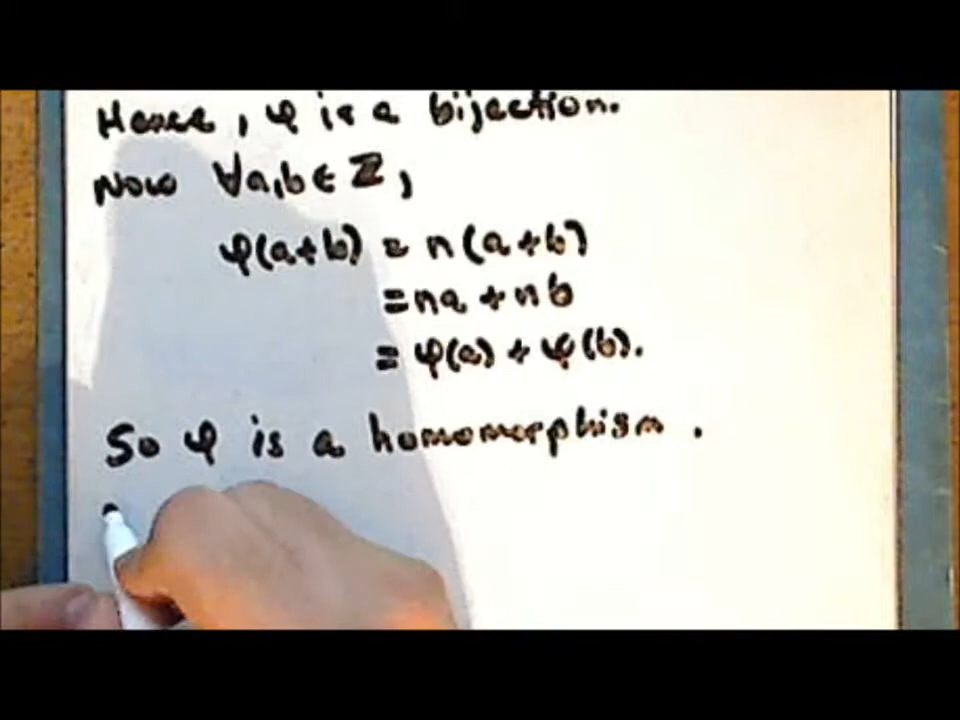 Hence, φ is a bijection.
Now ∀a,b ∈ ℤ,
φ(a+b) = n(a+b)
= na + nb
= φ(a) + φ(b).
So φ is a homomorphism.